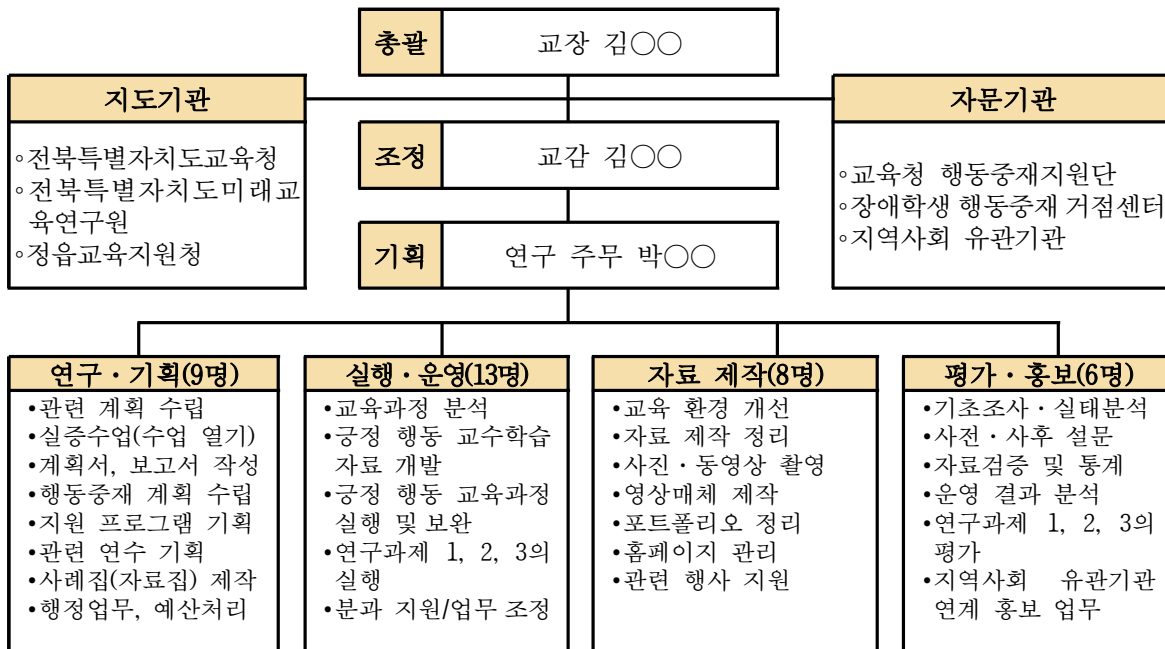 총괄
교장 김○○
지도기관
◦전북특별자치도교육청
◦전북특별자치도미래교
육연구원
◦정읍교육지원청
조정
교감 김○○
자문기관
◦교육청 행동중재지원단
◦장애학생 행동중재 거점센터
◦지역사회 유관기관
기획
연구 주무 박○○
연구·기획(9명)
•관련 계획 수립
•실증수업(수업 열기)
•계획서, 보고서 작성
•행동중재 계획 수립
•지원 프로그램 기획
•관련 연수 기획
•사례집(자료집) 제작
•행정업무, 예산처리
실행·운영(13명)
•교육과정 분석
•긍정 행동 교수학습
자료 개발
•긍정 행동 교육과정
실행 및 보완
•연구과제 1, 2, 3의
실행
•분과 지원/업무 조정
자료 제작(8명)
•교육 환경 개선
•자료 제작 정리
•사진·동영상 촬영
•영상매체 제작
•포트폴리오 정리
•홈페이지 관리
•관련 행사 지원
평가·홍보(6명)
•기초조사·실태분석
•사전·사후 설문
•자료검증 및 통계
•운영 결과 분석
•연구과제 1, 2, 3의
평가
•지역사회 유관기관
연계 홍보 업무